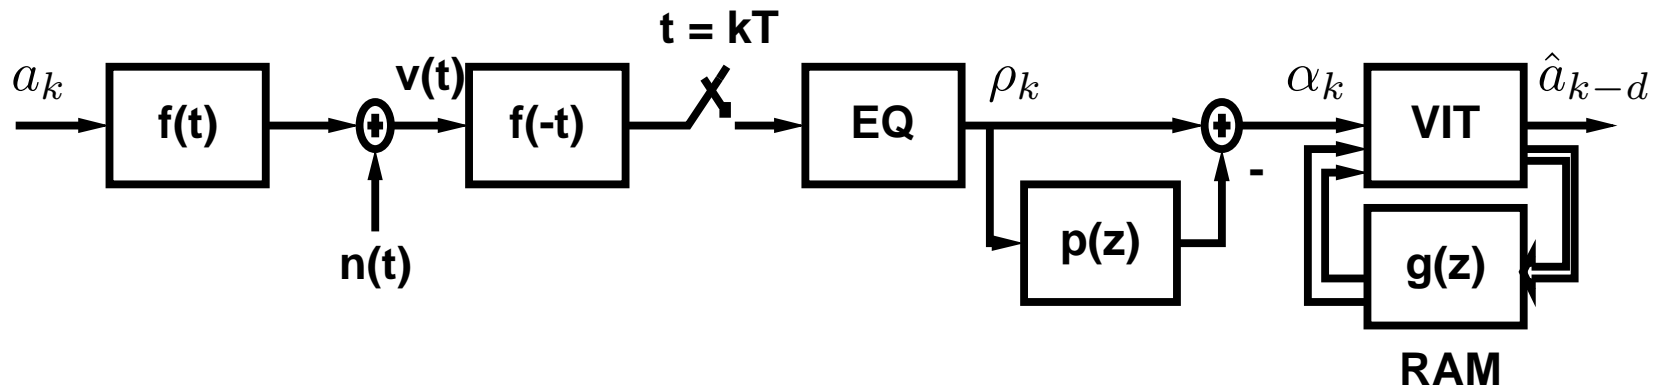 t = kT
a_k
f(t)
v(t)
f(-t)
EQ
ρ_k
α_k
VIT
â_{k−d}
n(t)
p(z)
-
g(z)
RAM